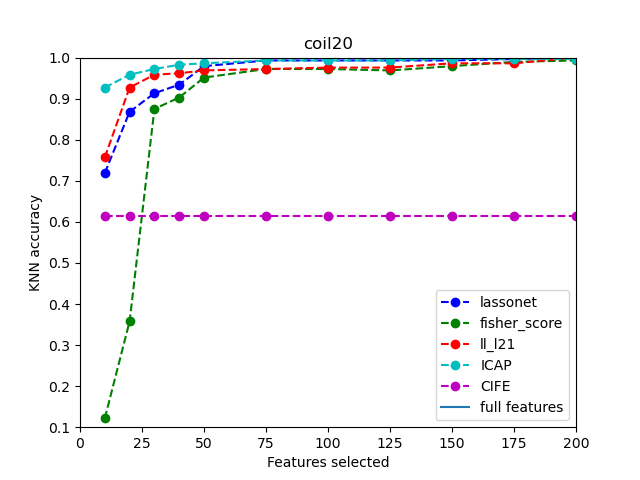 coil20
KNN accuracy
1.0
0.9
0.8
0.7
0.6
0.5
0.4
0.3
0.2
0.1
lassonet
fisher_score
ll_l21
ICAP
CIFE
full features
0 25 50 75 100 125 150 175 200
Features selected